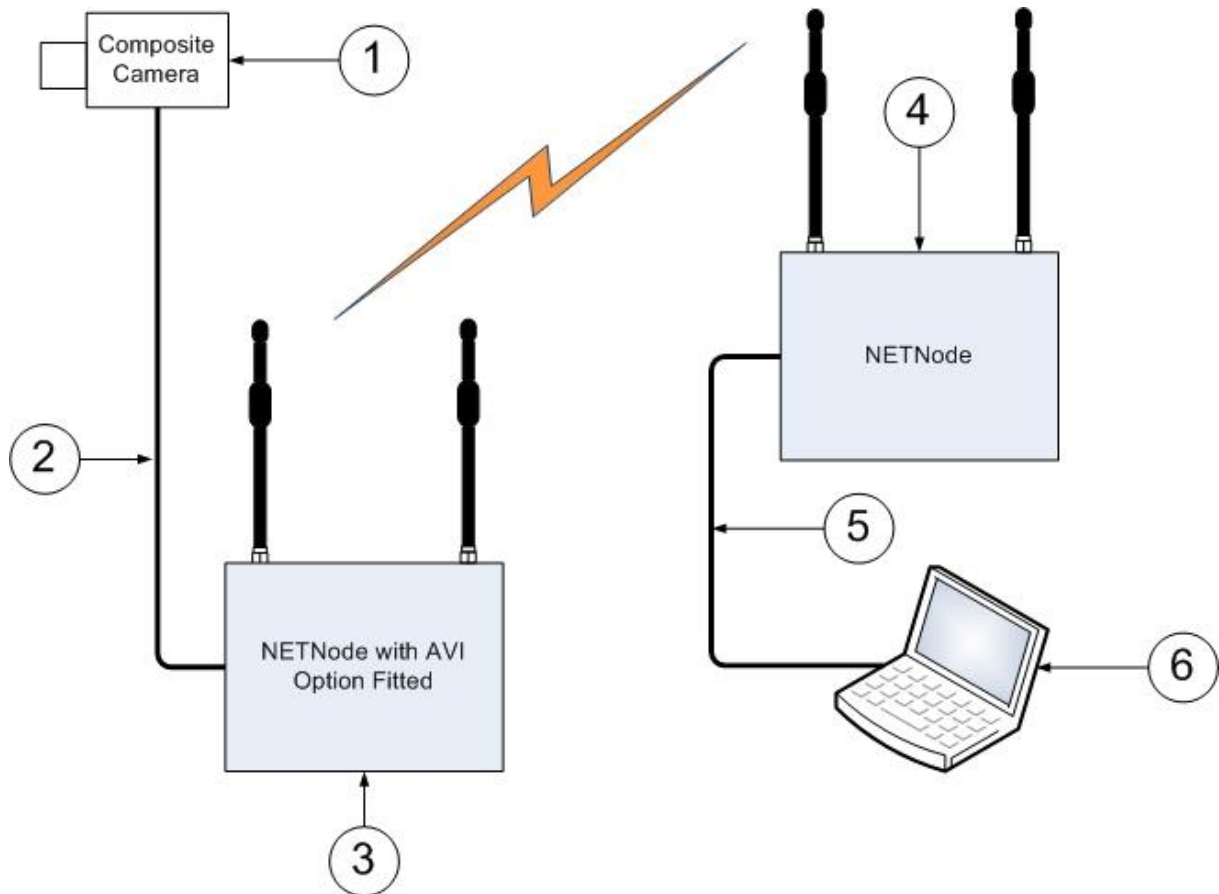 Composite
Camera
1
4
NETNode
2
5
NETNode with AVI
Option Fitted
6
3